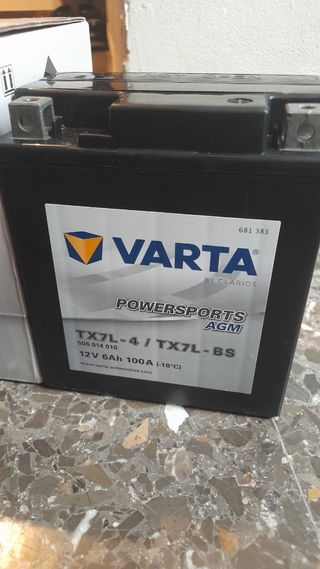 681 383
VARTA®
BY CLARIOS
POWERSPORTS
AGM
TX7L-4 / TX7L-BS
506 014 010
12V 6Ah 100A (-18°C)
www.varta-automotive.com